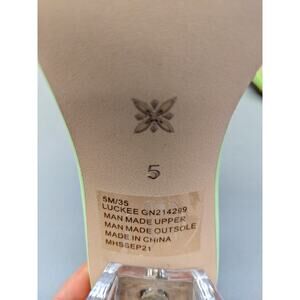 5
5M/35
LUCKEE GN214299
MAN MADE UPPER
MAN MADE OUTSOLE
MADE IN CHINA
MHSSEP21